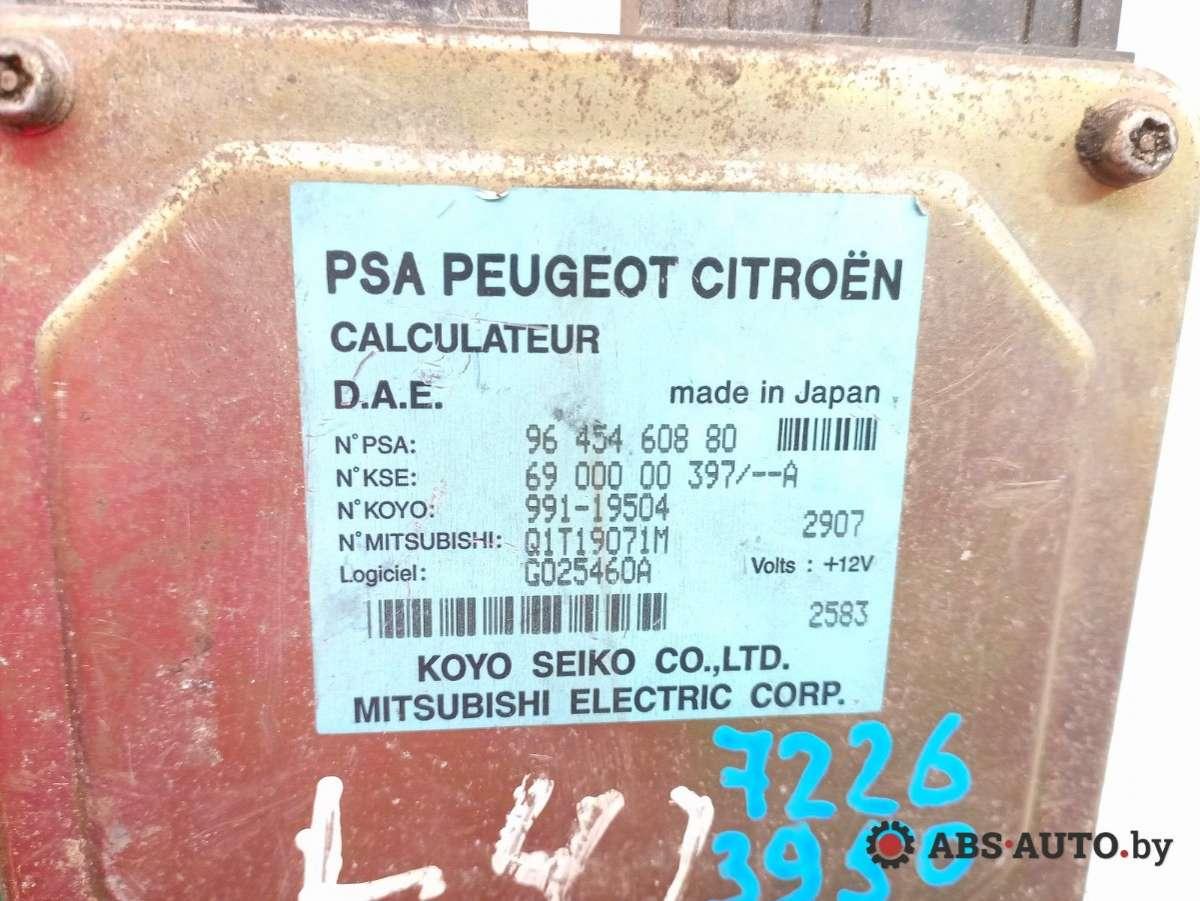 PSA PEUGEOT CITROËN
CALCULATEUR
D.A.E. made in Japan
N° PSA: 96 454 608 80
N° KSE: 69 000 00 397/--A
N° KOYO: 991-19504
2907
N° MITSUBISHI: Q1T19071M
Logiciel: G025460A Volts : +12V
2583
KOYO SEIKO CO.,LTD.
MITSUBISHI ELECTRIC CORP.
7226
3950
ABS-AUTO.by